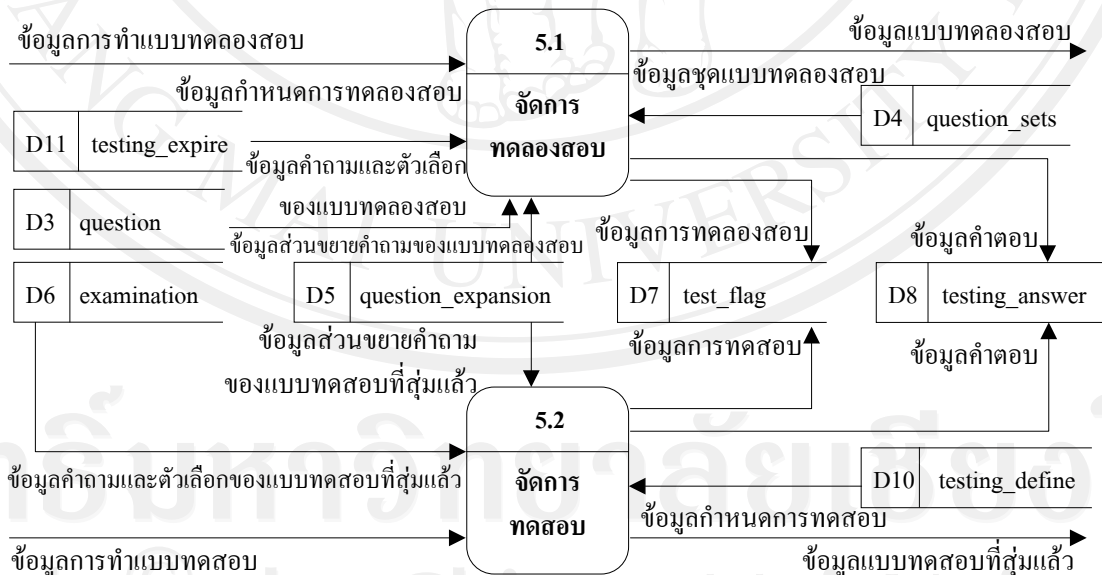 ข้อมูลการทำแบบทดลองสอบ
5.1
ข้อมูลแบบทดลองสอบ
ข้อมูลชุดแบบทดลองสอบ
ข้อมูลกำหนดการทดลองสอบ
จัดการ
ทดลองสอบ
D4 question_sets
D11 testing_expire
ข้อมูลคำถามและตัวเลือก
ของแบบทดลองสอบ
D3 question
ข้อมูลส่วนขยายคำถามของแบบทดลองสอบ
ข้อมูลการทดลองสอบ
ข้อมูลคำตอบ
D6 examination
D5 question_expansion
D7 test_flag
D8 testing_answer
ข้อมูลส่วนขยายคำถาม
ของแบบทดสอบที่สุ่มแล้ว
ข้อมูลการทดสอบ
ข้อมูลคำตอบ
5.2
ข้อมูลคำถามและตัวเลือกของแบบทดสอบที่สุ่มแล้ว
จัดการ
ทดสอบ
D10 testing_define
ข้อมูลกำหนดการทดสอบ
ข้อมูลการทำแบบทดสอบ
ข้อมูลแบบทดสอบที่สุ่มแล้ว
ANG MAI UNIVERSITY